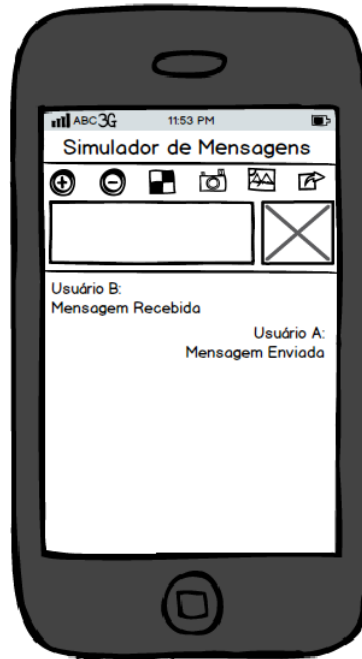 ABC 3G 11:53 PM
Simulador de Mensagens
Usuário B:
Mensagem Recebida
Usuário A:
Mensagem Enviada